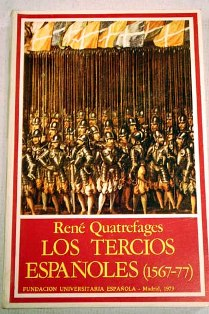 René Quatrefages
LOS TERCIOS
ESPAÑOLES (1567-77)
FUNDACION UNIVERSITARIA ESPAÑOLA - Madrid, 1979